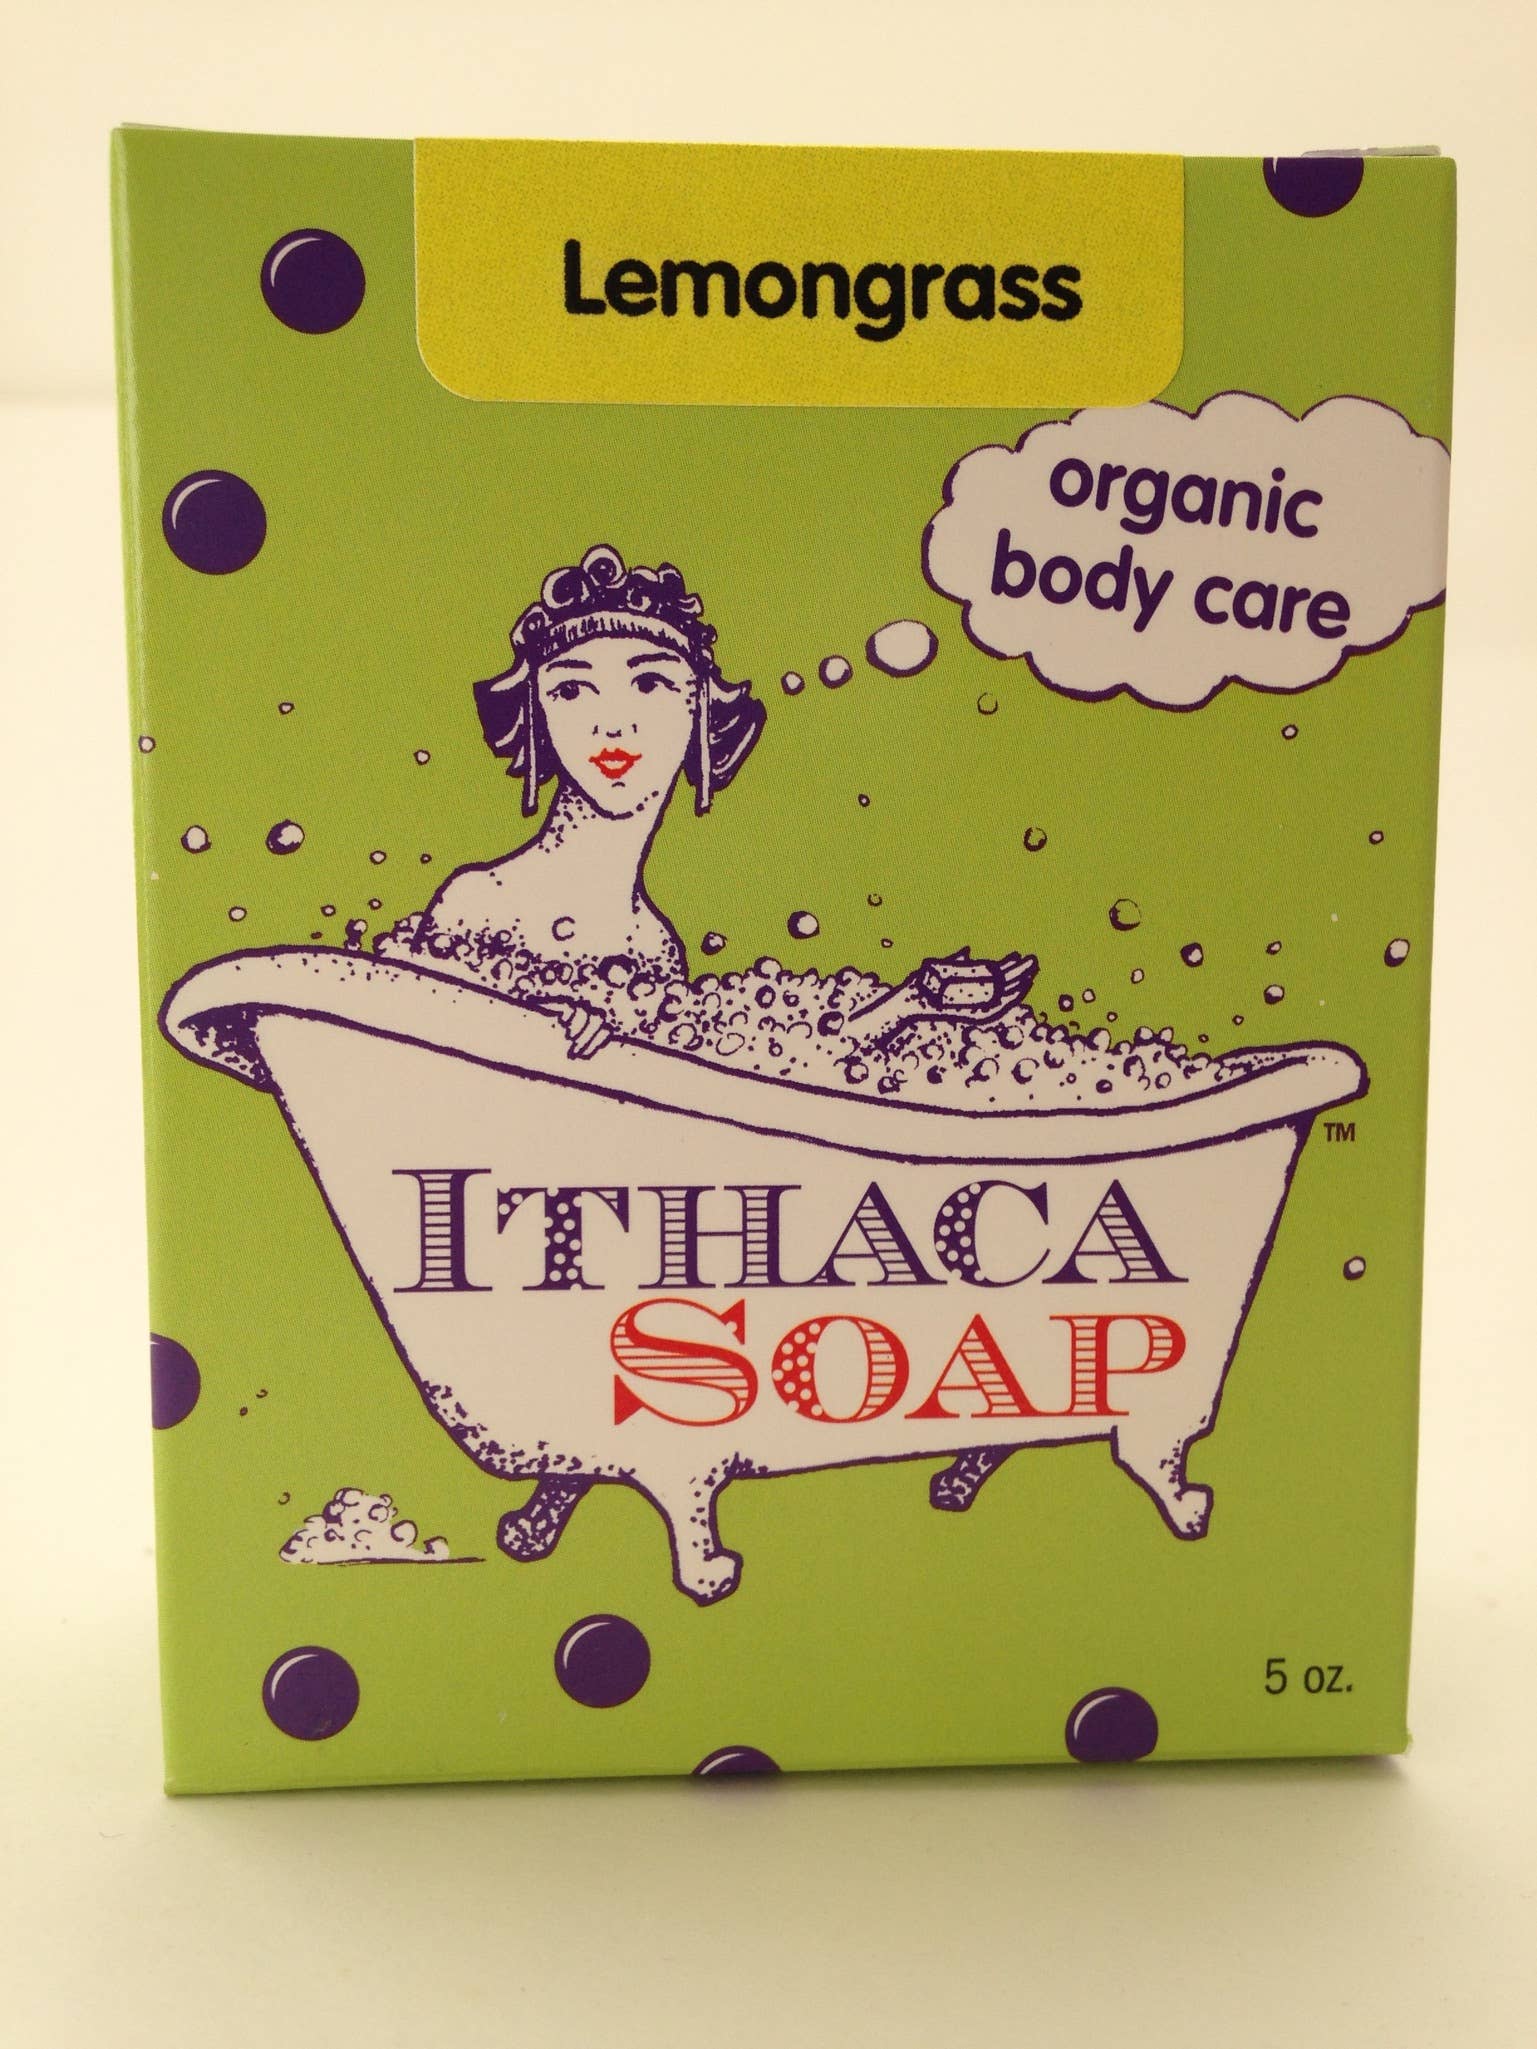 Lemongrass
organic
body care
TM
ITHACA
SOAP
5 oz.